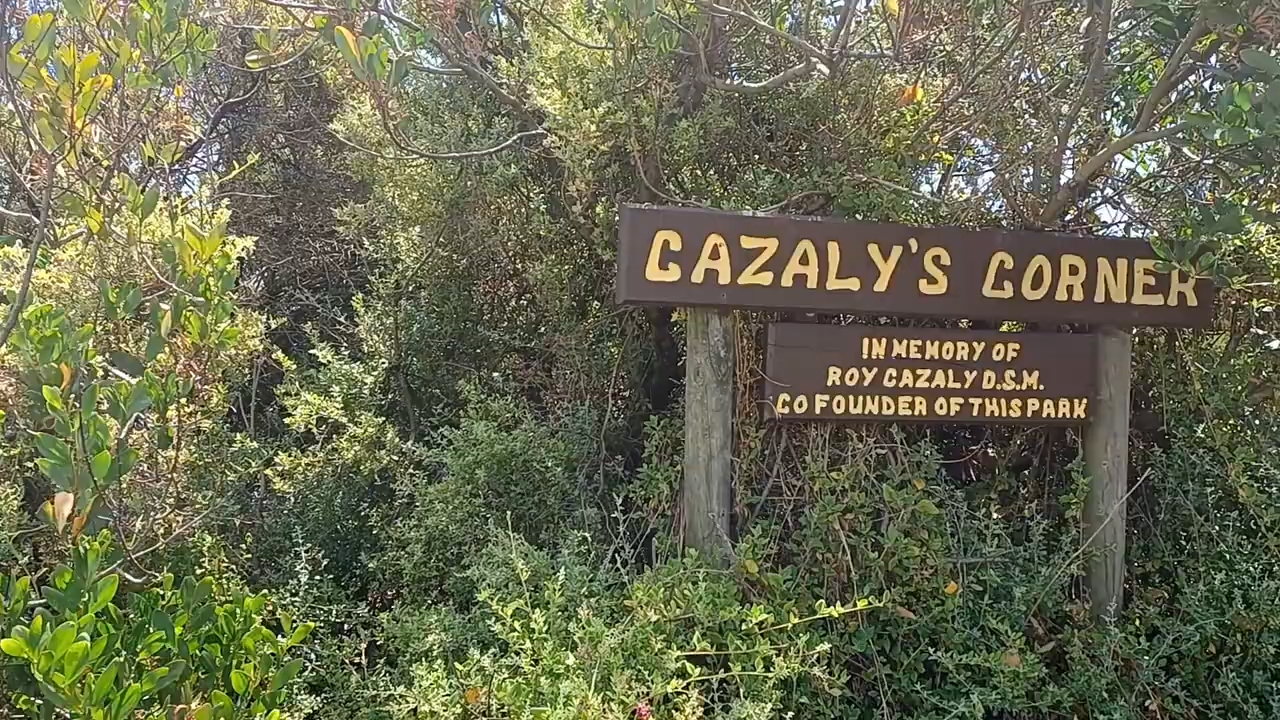 CAZALY'S CORNER
IN MEMORY OF
ROY CAZALY D.S.M.
CO FOUNDER OF THIS PARK